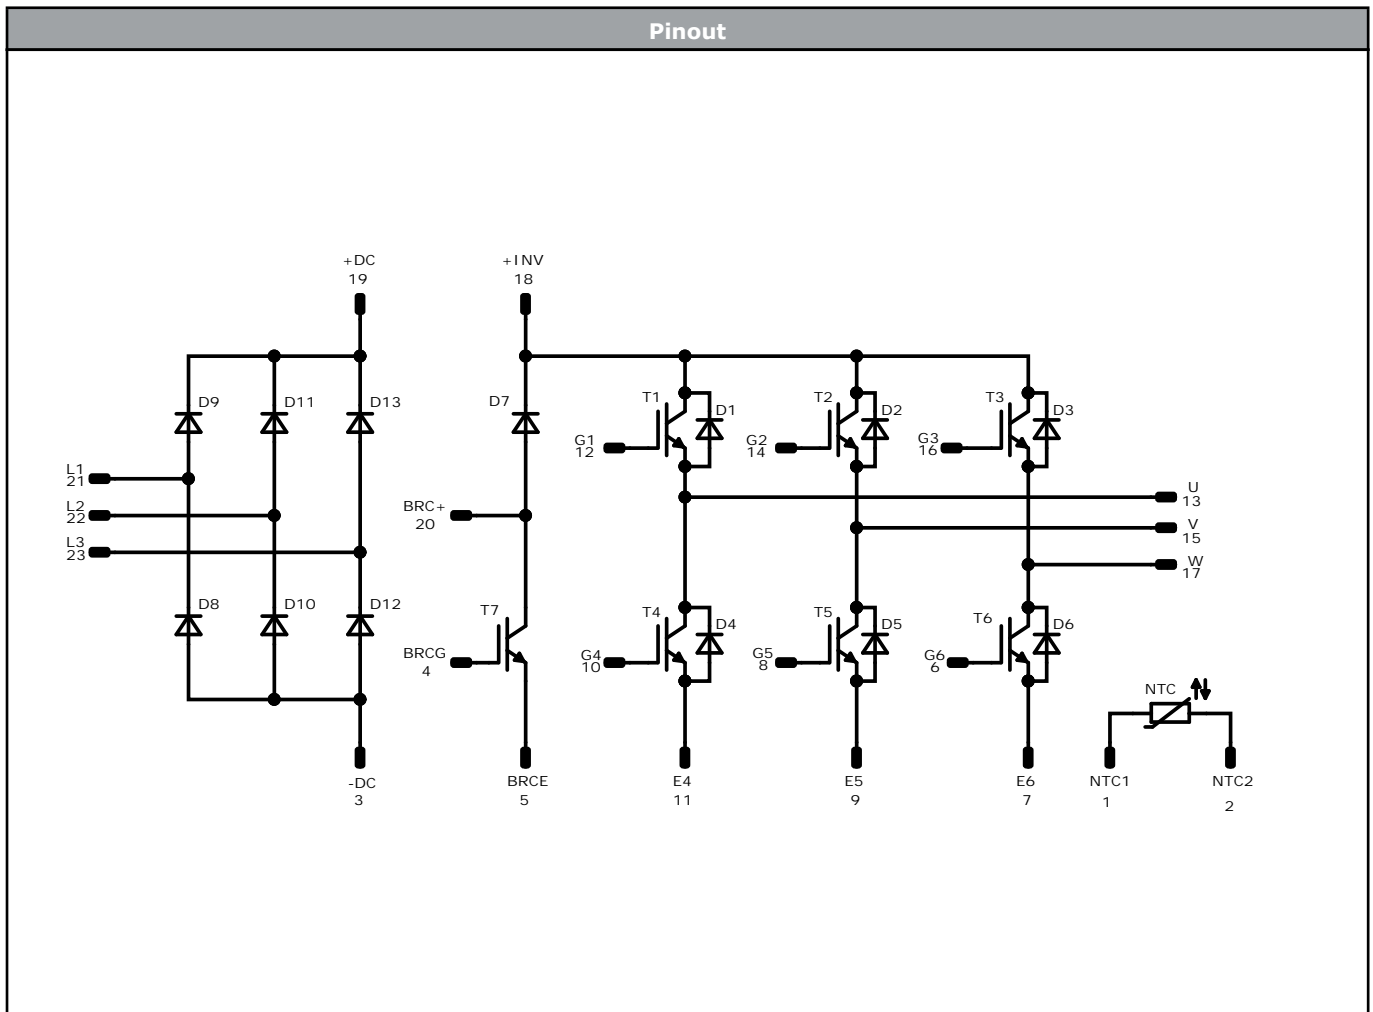 Pinout
+DC
19
+INV
18
D9
D11
D13
D7
T1
D1
T2
D2
T3
D3
G1
12
G2
14
G3
16
L1
21
L2
22
L3
23
BRC+
20
U
13
V
15
W
17
D8
D10
D12
T7
T4
D4
T5
D5
T6
D6
BRCG
4
G4
10
G5
8
G6
6
NTC
-DC
3
BRCE
5
E4
11
E5
9
E6
7
NTC1
1
NTC2
2